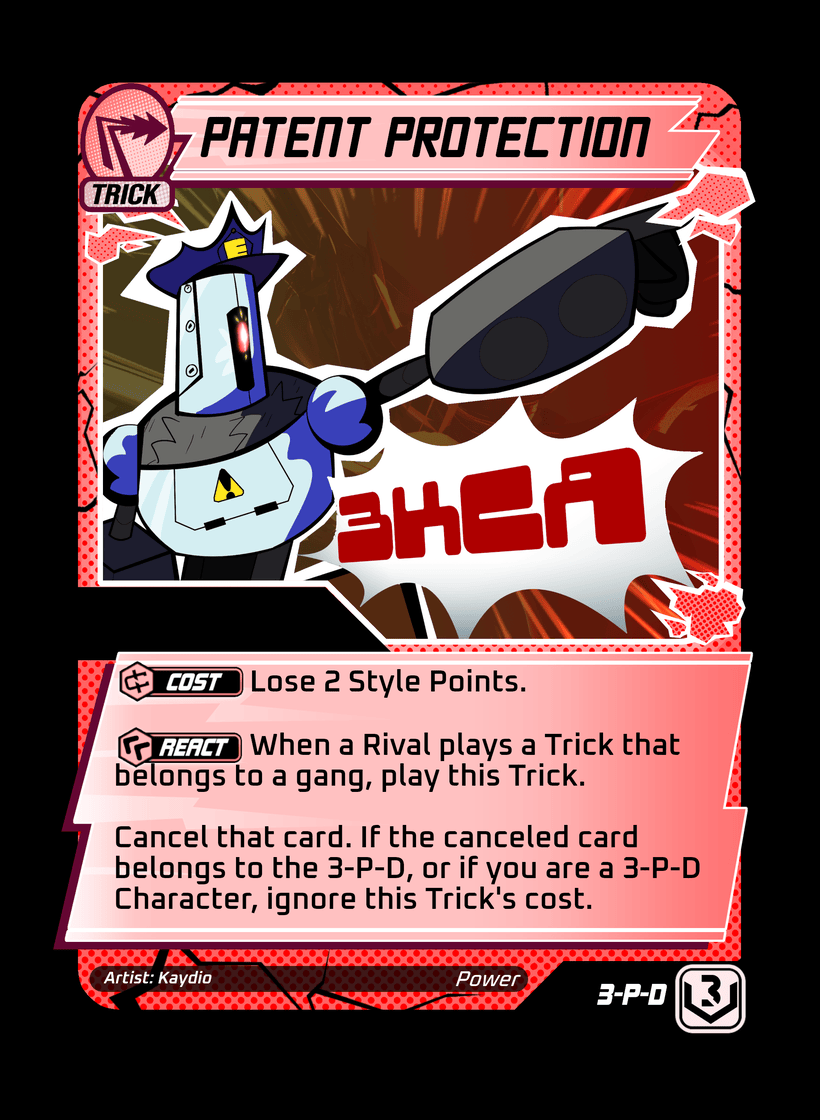 PATENT PROTECTION
TRICK
E
COST Lose 2 Style Points.
REACT When a Rival plays a Trick that
belongs to a gang, play this Trick.
Cancel that card. If the canceled card
belongs to the 3-P-D, or if you are a 3-P-D
Character, ignore this Trick's cost.
Artist: Kaydio
Power
3-P-D
3